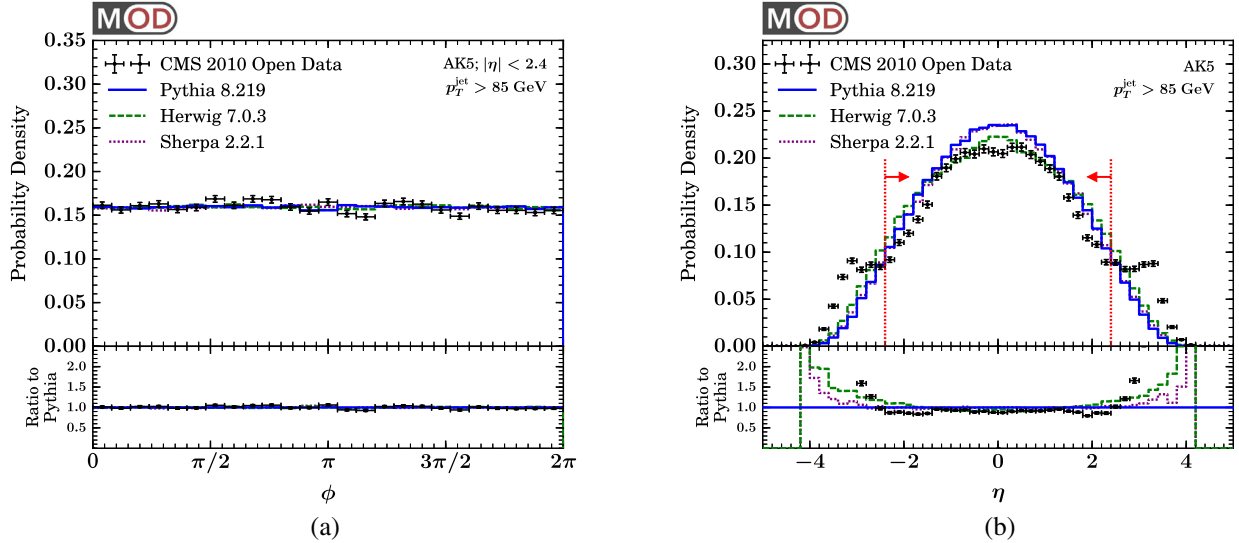 MOD
0.35
0.30
0.25
0.20
0.15
0.10
0.05
0.00
Probability Density
CMS 2010 Open Data
Pythia 8.219
Herwig 7.0.3
Sherpa 2.2.1
AK5; |η| < 2.4
p_T^jet > 85 GeV
2.0
1.5
1.0
0.5
Ratio to
Pythia
0 π/2 π 3π/2 2π
ϕ
(a)
MOD
0.30
0.25
0.20
0.15
0.10
0.05
0.00
Probability Density
CMS 2010 Open Data
Pythia 8.219
Herwig 7.0.3
Sherpa 2.2.1
AK5
p_T^jet > 85 GeV
2.0
1.5
1.0
0.5
Ratio to
Pythia
−4 −2 0 2 4
η
(b)